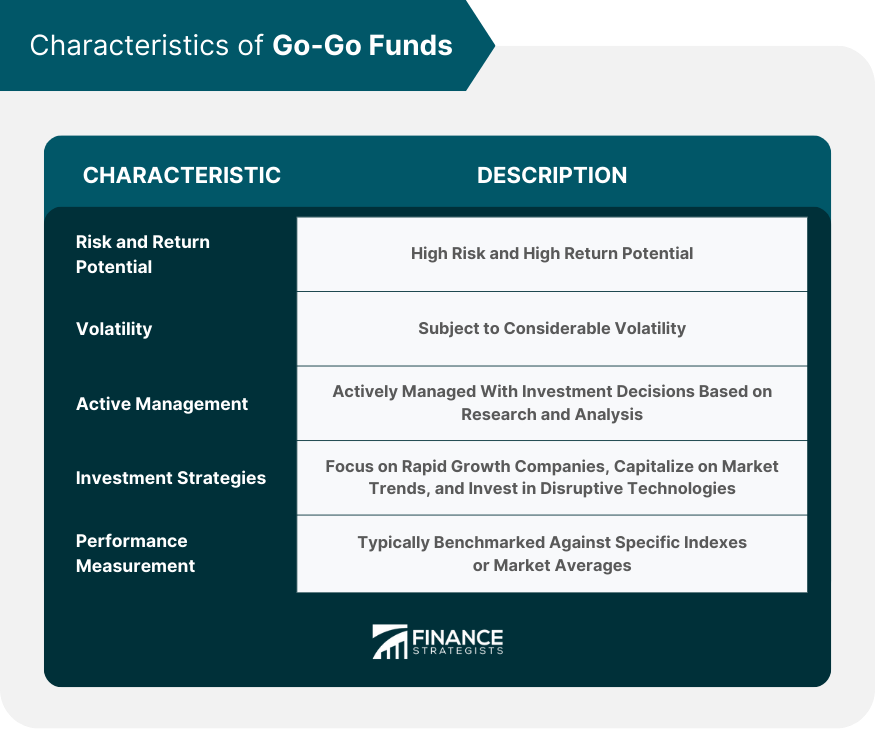 Characteristics of Go-Go Funds
CHARACTERISTIC
DESCRIPTION
Risk and Return
Potential
High Risk and High Return Potential
Volatility
Subject to Considerable Volatility
Active Management
Actively Managed With Investment Decisions Based on
Research and Analysis
Investment Strategies
Focus on Rapid Growth Companies, Capitalize on Market
Trends, and Invest in Disruptive Technologies
Performance
Measurement
Typically Benchmarked Against Specific Indexes
or Market Averages
FINANCE
STRATEGISTS